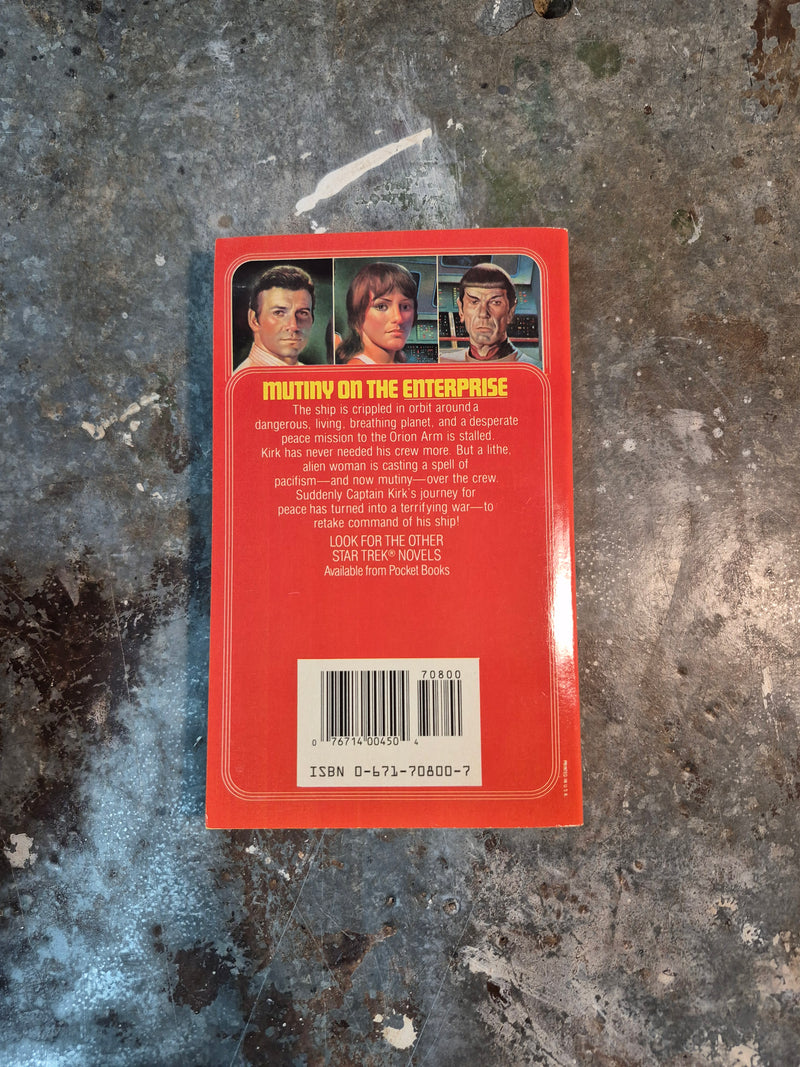 MUTINY ON THE ENTERPRISE
The ship is crippled in orbit around a
dangerous, living, breathing planet, and a desperate
peace mission to the Orion Arm is stalled.
Kirk has never needed his crew more. But a lithe,
alien woman is casting a spell of
pacifism—and now mutiny—over the crew.
Suddenly Captain Kirk's journey for
peace has turned into a terrifying war—to
retake command of his ship!
LOOK FOR THE OTHER
STAR TREK® NOVELS
Available from Pocket Books
70800
0 76714 00450 4
ISBN 0-671-70800-7
PRINTED IN U.S.A.